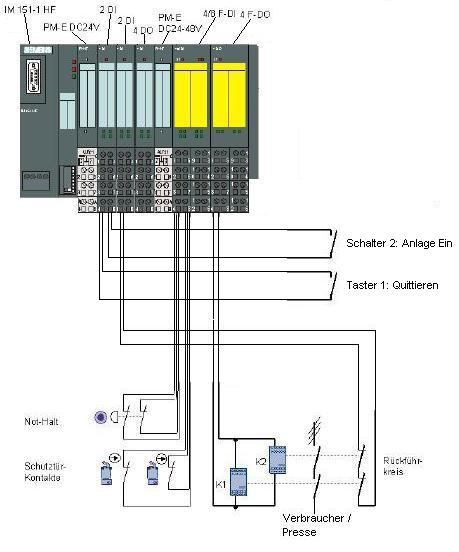 IM 151-1 HF
PM-E DC24V
2 DI
2 DI
4 DO
PM-E
DC24-48V
4/8 F-DI
4 F-DO
Schalter 2: Anlage Ein
Taster 1: Quittieren
Not-Halt
Schutztür-
Kontalde
K1
K2
Rückführ-
kreis
Verbraucher /
Presse